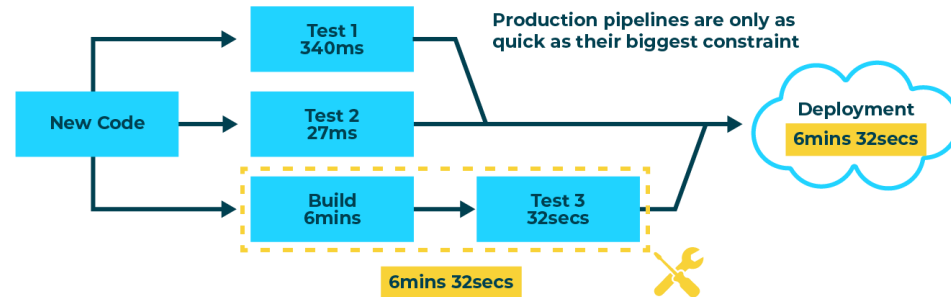 Production pipelines are only as
quick as their biggest constraint
New Code
Test 1
340ms
Test 2
27ms
Build
6mins
Test 3
32secs
6mins 32secs
Deployment
6mins 32secs